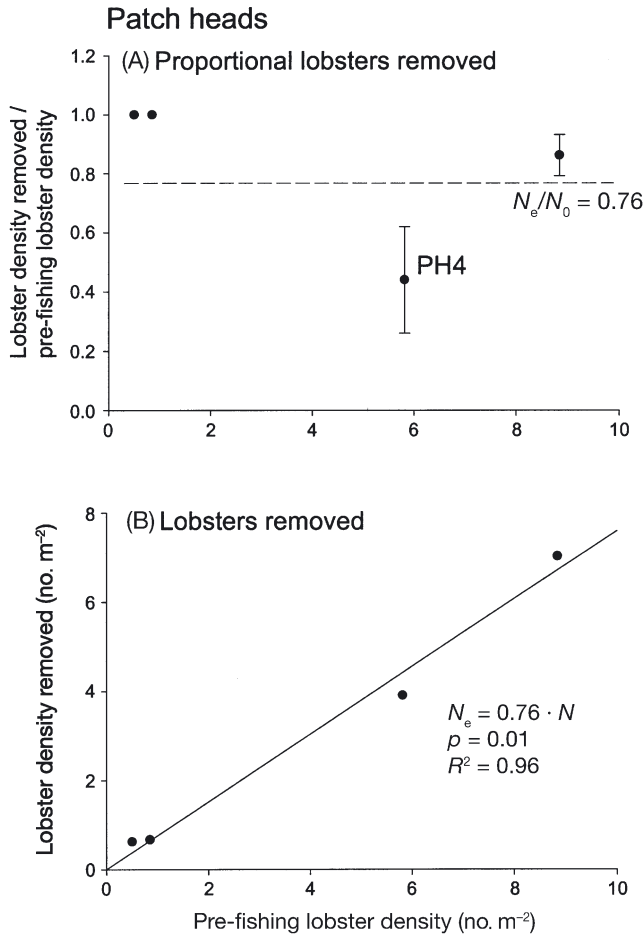 Patch heads
(A) Proportional lobsters removed
Lobster density removed /
pre-fishing lobster density
1.2
1.0
0.8
0.6
0.4
0.2
0.0
Nₑ/N₀ = 0.76
PH4
0 2 4 6 8 10
(B) Lobsters removed
Lobster density removed (no. m⁻²)
8
6
4
2
0
Nₑ = 0.76 · N
p = 0.01
R² = 0.96
0 2 4 6 8 10
Pre-fishing lobster density (no. m⁻²)